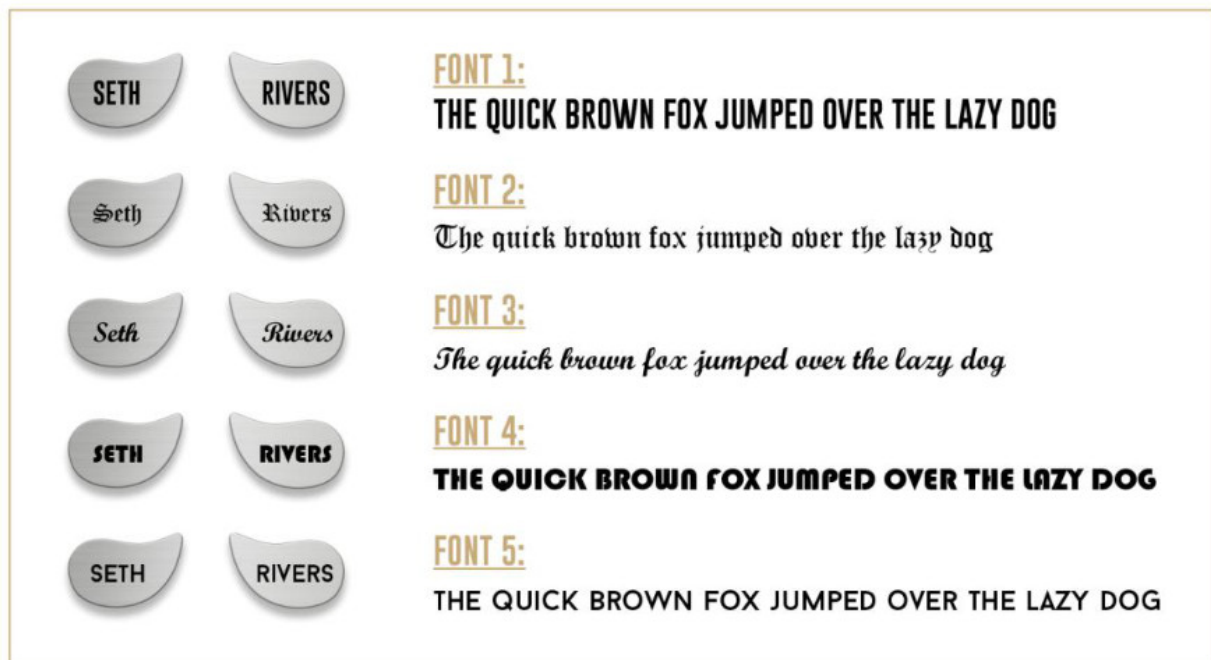 SETH RIVERS
FONT 1:
THE QUICK BROWN FOX JUMPED OVER THE LAZY DOG
Seth Rivers
FONT 2:
The quick brown fox jumped over the lazy dog
Seth Rivers
FONT 3:
The quick brown fox jumped over the lazy dog
SETH RIVERS
FONT 4:
THE QUICK BROWN FOX JUMPED OVER THE LAZY DOG
SETH RIVERS
FONT 5:
THE QUICK BROWN FOX JUMPED OVER THE LAZY DOG